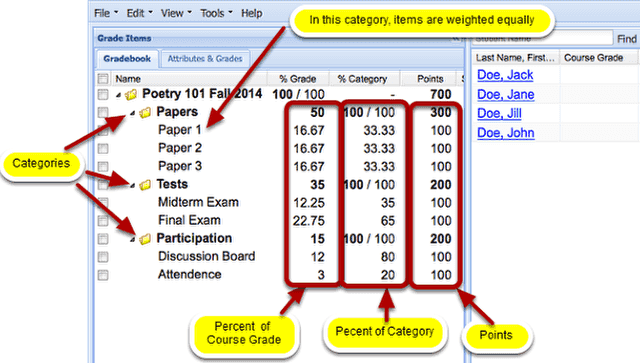 In this category, items are weighted equally
File Edit View Tools Help
Grade Items
Student Name Find
Gradebook Attributes & Grades
Last Name, First... Course Grade
Name % Grade % Category Points S
Doe, Jack
Poetry 101 Fall 2014 100 / 100 - 700
Doe, Jane
Papers 50 100 / 100 300
Doe, Jill
Paper 1 16.67 33.33 100
Doe, John
Paper 2 16.67 33.33 100
Categories
Paper 3 16.67 33.33 100
Tests 35 100 / 100 200
Midterm Exam 12.25 35 100
Final Exam 22.75 65 100
Participation 15 100 / 100 200
Discussion Board 12 80 100
Attendence 3 20 100
Percent of
Course Grade
Pecent of Category
Points